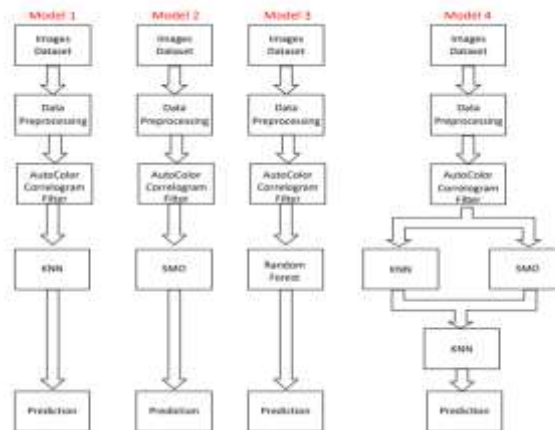 Model 1
Images
Dataset
Data
Preprocessing
AutoColor
Correlogram
Filter
KNN
Prediction
Model 2
Images
Dataset
Data
Preprocessing
AutoColor
Correlogram
Filter
SMO
Prediction
Model 3
Images
Dataset
Data
Preprocessing
AutoColor
Correlogram
Filter
Random
Forest
Prediction
Model 4
Images
Dataset
Data
Preprocessing
AutoColor
Correlogram
Filter
KNN
SMO
KNN
Prediction